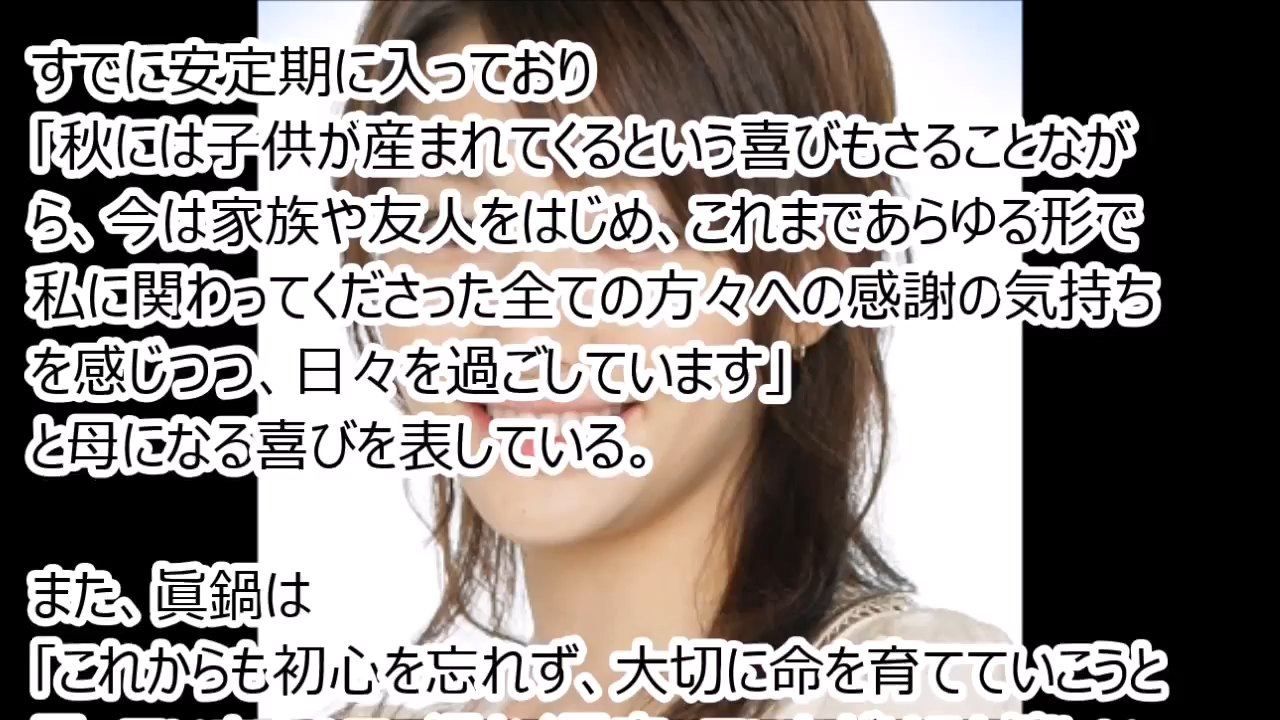 すでに安定期に入っており
「秋には子供が産まれてくるという喜びもさることなが
ら、今は家族や友人をはじめ、これまであらゆる形で
私に関わってくださった全ての方々への感謝の気持ち
を感じつつ、日々を過ごしています」
と母になる喜びを表している。
また、眞鍋は
「これからも初心を忘れず、大切に命を育てていこうと